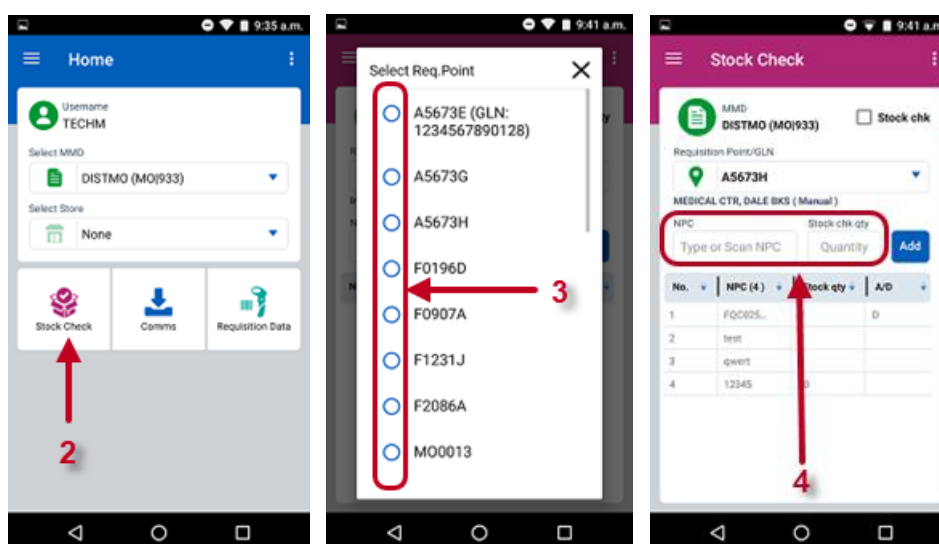 9:35 a.m.
Home
Username
TECHM
Select MMD
DISTMO (MO|933)
Select Store
None
Stock Check
Comms
Requisition Data
2
9:41 a.m.
Select Req.Point
A5673E (GLN:
1234567890128)
A5673G
A5673H
F0196D
F0907A
F1231J
F2086A
MO0013
3
9:41 a.m
Stock Check
MMD
DISTMO (MO|933)
Stock chk
Requisition Point/GLN
A5673H
MEDICAL CTR, DALE BKS ( Manual )
NPC
Stock chk qty
Type or Scan NPC
Quantity
Add
No.
NPC (4)
Stock qty
A/D
1
D
2 test
3 qwert
4 12345 0
4